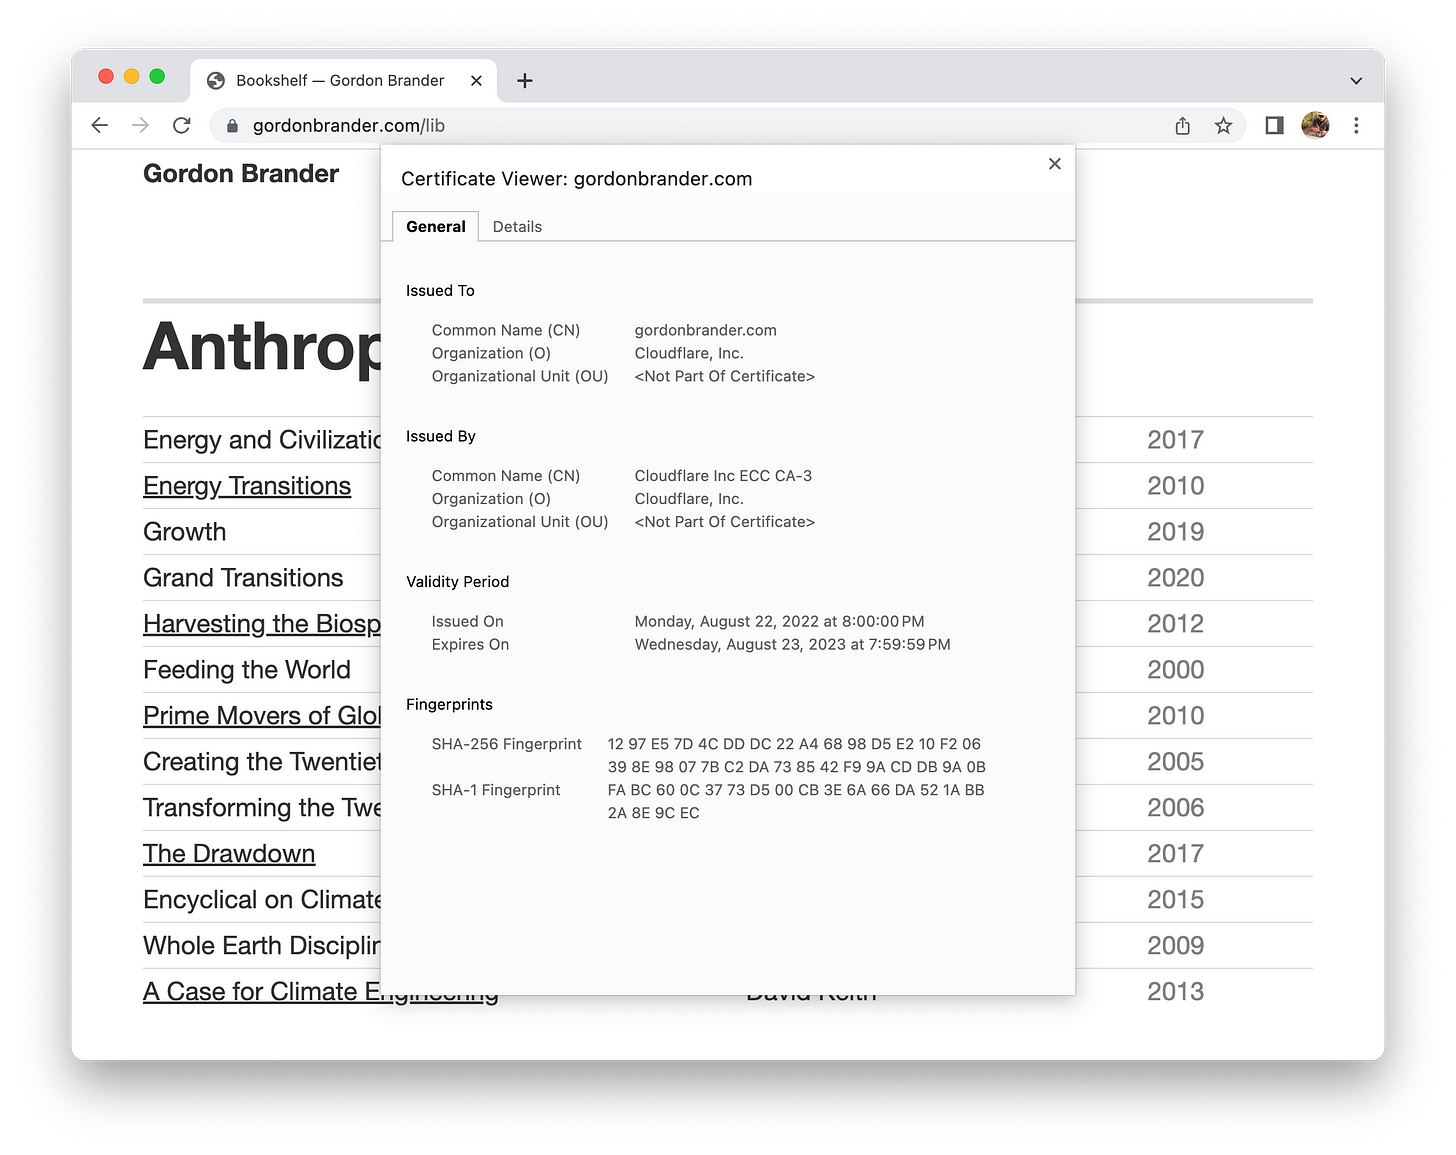 Bookshelf — Gordon Brander
gordonbrander.com/lib
Gordon Brander
Certificate Viewer: gordonbrander.com
General Details
Issued To
Common Name (CN) gordonbrander.com
Organization (O) Cloudflare, Inc.
Organizational Unit (OU) <Not Part Of Certificate>
Issued By
Common Name (CN) Cloudflare Inc ECC CA-3
Organization (O) Cloudflare, Inc.
Organizational Unit (OU) <Not Part Of Certificate>
Validity Period
Issued On Monday, August 22, 2022 at 8:00:00 PM
Expires On Wednesday, August 23, 2023 at 7:59:59 PM
Fingerprints
SHA-256 Fingerprint 12 97 E5 7D 4C DD DC 22 A4 68 98 D5 E2 10 F2 06
39 8E 98 07 7B C2 DA 73 85 42 F9 9A CD DB 9A 0B
SHA-1 Fingerprint FA BC 60 0C 37 73 D5 00 CB 3E 6A 66 DA 52 1A BB
2A 8E 9C EC
Anthrop
Energy and Civilizatio 2017
Energy Transitions 2010
Growth 2019
Grand Transitions 2020
Harvesting the Biosp 2012
Feeding the World 2000
Prime Movers of Glob 2010
Creating the Twentiet 2005
Transforming the Twe 2006
The Drawdown 2017
Encyclical on Climate 2015
Whole Earth Disciplin 2009
A Case for Climate Engineering David Keith 2013